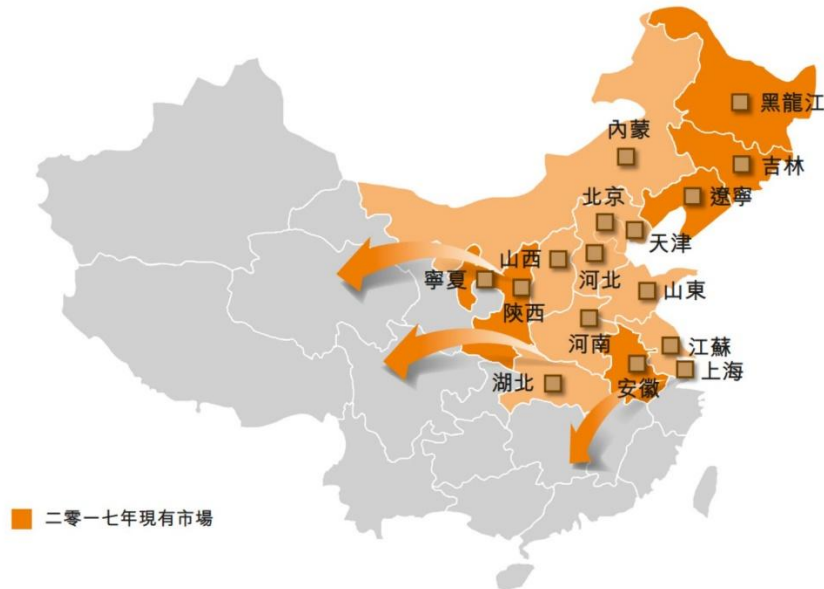 黑龍江
內蒙
吉林
遼寧
北京
天津
山西
河北
寧夏
陝西
山東
河南
江蘇
上海
安徽
湖北
二零一七年現有市場